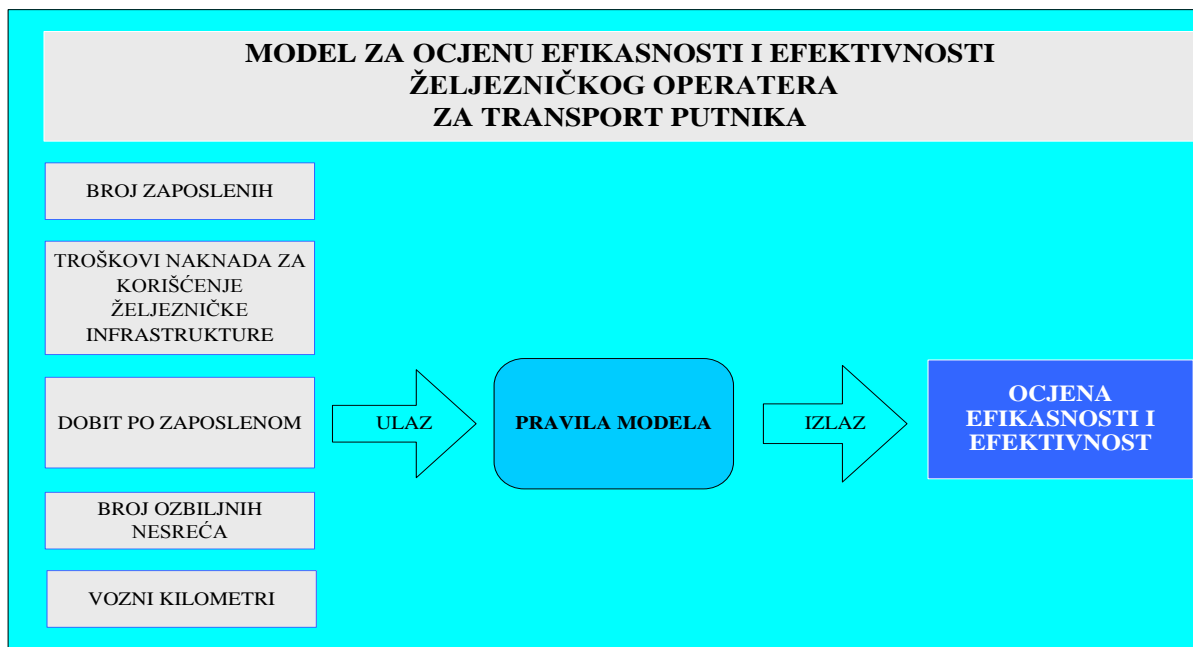 MODEL ZA OCJENU EFIKASNOSTI I EFEKTIVNOSTI
ŽELJEZNIČKOG OPERATERA
ZA TRANSPORT PUTNIKA
BROJ ZAPOSLENIH
TROŠKOVI NAKNADA ZA
KORIŠĆENJE
ŽELJEZNIČKE
INFRASTRUKTURE
DOBIT PO ZAPOSLENOM
BROJ OZBILJNIH
NESREĆA
VOZNI KILOMETRI
ULAZ
PRAVILA MODELA
IZLAZ
OCJENA
EFIKASNOSTI I
EFEKTIVNOST